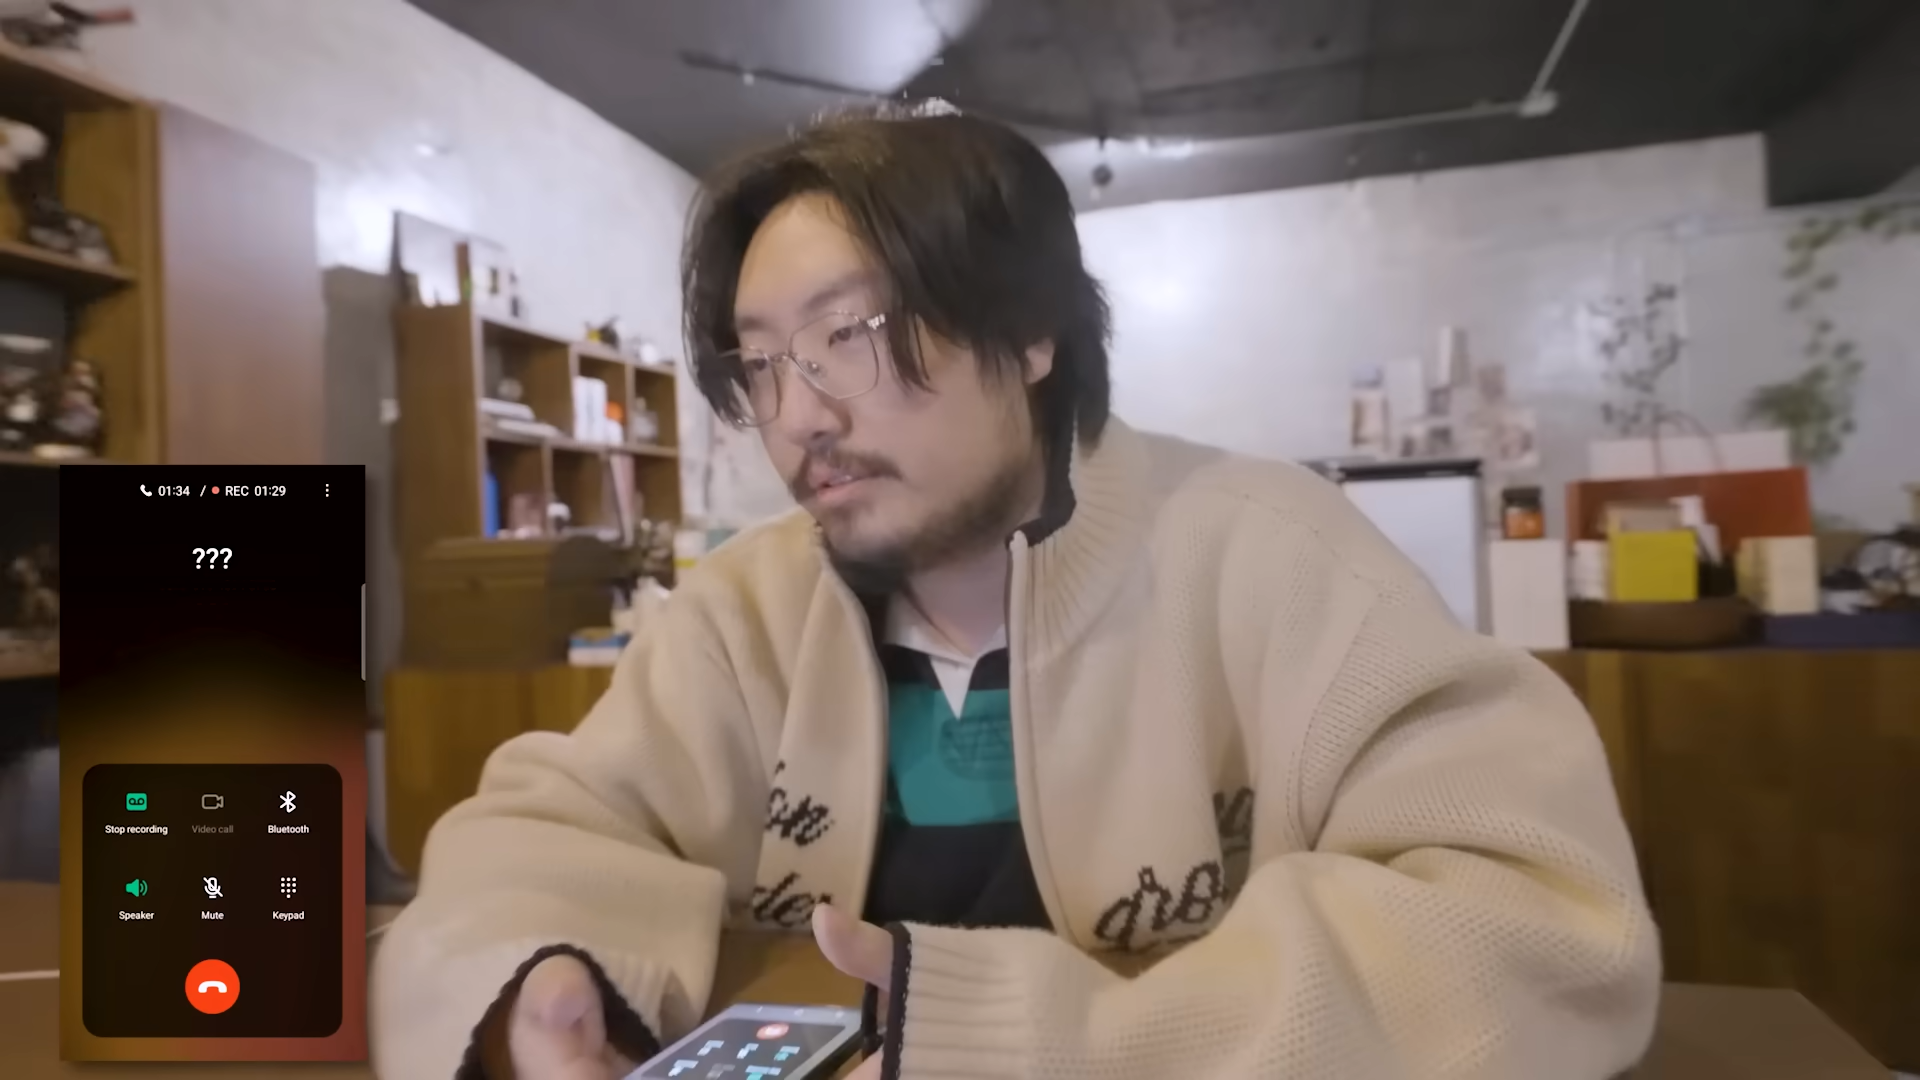 01:34 / REC 01:29
???
Stop recording
Video call
Bluetooth
Speaker
Mute
Keypad